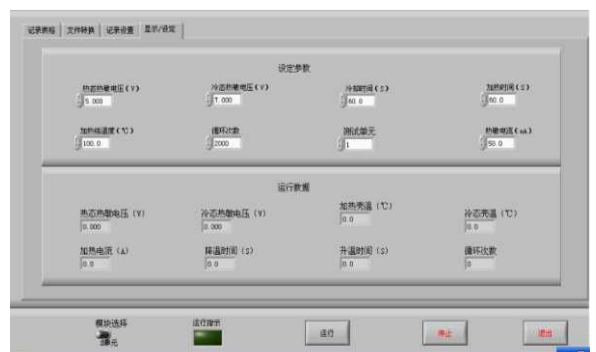 记录表格 文件转换 记录设置 显示/设定
设定参数
热态热敏电压(V) 冷态热敏电压(V) 冷却时间(S) 加热时间(S)
5.000 7.000 60.0 60.0
加热终温度(℃) 循环次数 测试单元 热敏电流(mA)
100.0 2000 1 50.0
运行数据
热态热敏电压(V) 冷态热敏电压(V) 加热壳温(℃) 冷态壳温(℃)
0.000 0.000 0.0 0.0
加热电流(A) 降温时间(S) 升温时间(S) 循环次数
0.0 0.0 0.0 0
模块选择 运行指示
单元 运行 停止 退出